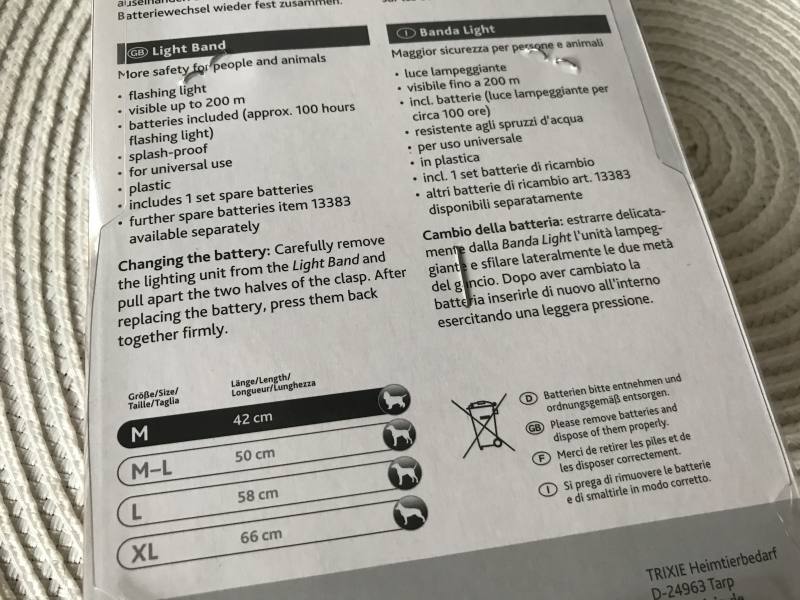 Batteriewechsel wieder fest zusammen.
GB Light Band
More safety for people and animals
• flashing light
• visible up to 200 m
• batteries included (approx. 100 hours
flashing light)
• splash-proof
• for universal use
• plastic
• includes 1 set spare batteries
• further spare batteries item 13383
available separately
Changing the battery: Carefully remove
the lighting unit from the Light Band and
pull apart the two halves of the clasp. After
replacing the battery, press them back
together firmly.
I Banda Light
Maggior sicurezza per persone e animali
• luce lampeggiante
• visibile fino a 200 m
• incl. batterie (luce lampeggiante per
circa 100 ore)
• resistente agli spruzzi d'acqua
• per uso universale
• in plastica
• incl. 1 set batterie di ricambio
• altri batterie di ricambio art. 13383
disponibili separatamente
Cambio della batteria: estrarre delicata-
mente dalla Banda Light l'unità lampeg-
giante e sfilare lateralmente le due metà
del gancio. Dopo aver cambiato la
batteria inserirle di nuovo all'interno
esercitando una leggera pressione.
Größe/Size/
Taille/Taglia
Länge/Length/
Longueur/Lunghezza
M 42 cm
M–L 50 cm
L 58 cm
XL 66 cm
D Batterien bitte entnehmen und
ordnungsgemäß entsorgen.
GB Please remove batteries and
dispose of them properly.
F Merci de retirer les piles et de
les disposer correctement.
I Si prega di rimuovere le batterie
e di smaltirle in modo corretto.
TRIXIE Heimtierbedarf
D-24963 Tarp